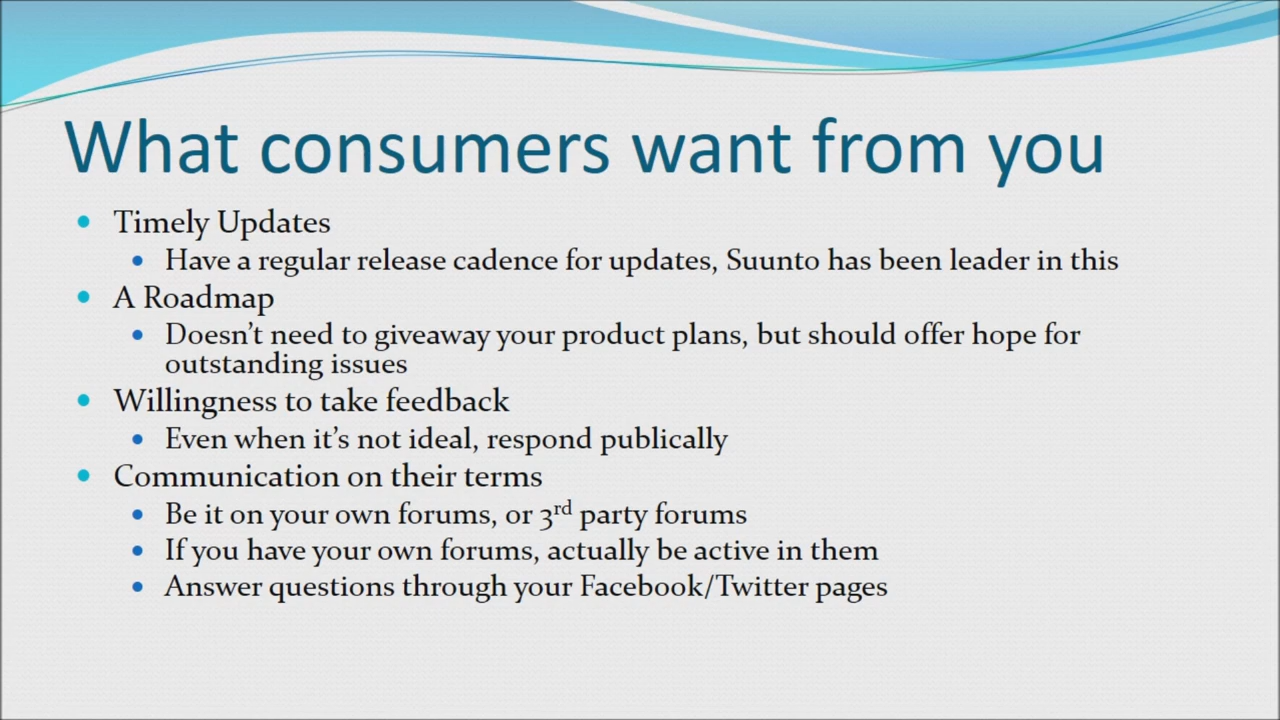 What consumers want from you
• Timely Updates
• Have a regular release cadence for updates, Suunto has been leader in this
• A Roadmap
• Doesn't need to giveaway your product plans, but should offer hope for
outstanding issues
• Willingness to take feedback
• Even when it's not ideal, respond publically
• Communication on their terms
• Be it on your own forums, or 3rd party forums
• If you have your own forums, actually be active in them
• Answer questions through your Facebook/Twitter pages